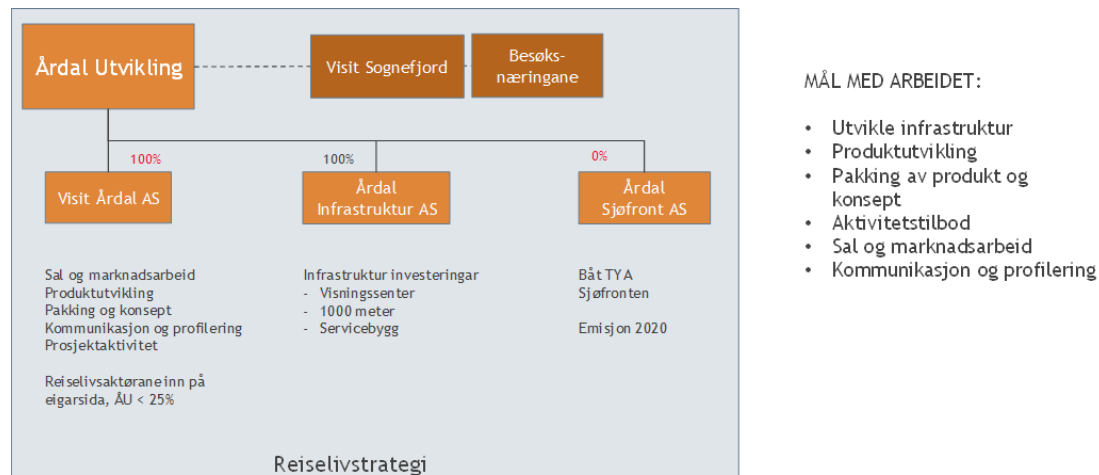 Årdal Utvikling
Visit Sognefjord
Besøks-
næringane
100%
100%
0%
Visit Årdal AS
Årdal
Infrastruktur AS
Årdal
Sjøfront AS
Sal og marknadsarbeid
Produktutvikling
Pakking og konsept
Kommunikasjon og profilering
Prosjektaktivitet
Reiselivsaktørane inn på
eigarsida, ÅU < 25%
Infrastruktur investeringar
- Visningssenter
- 1000 meter
- Servicebygg
Båt TYA
Sjøfronten
Emisjon 2020
Reiselivstrategi
MÅL MED ARBEIDET:
• Utvikle infrastruktur
• Produktutvikling
• Pakking av produkt og
konsept
• Aktivitetstilbod
• Sal og marknadsarbeid
• Kommunikasjon og profilering